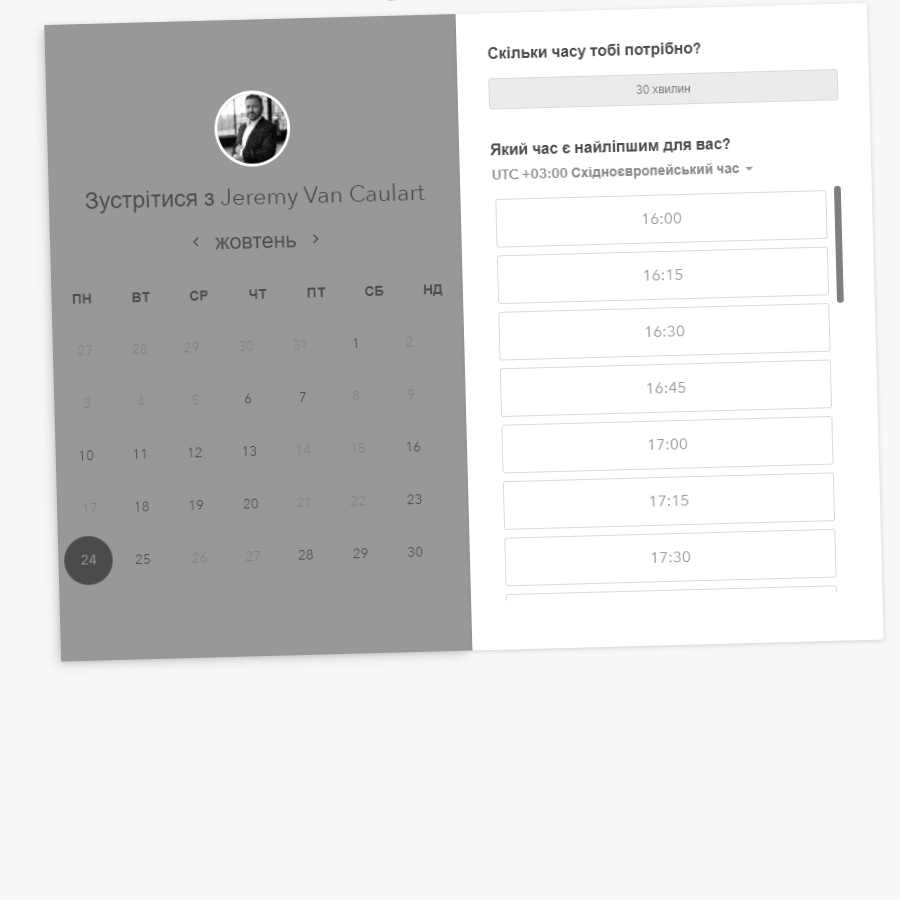 Зустрітися з Jeremy Van Caulart
жовтень
ПН ВТ СР ЧТ ПТ СБ НД
27 28 29 30 31 1 2
3 4 5 6 7 8 9
10 11 12 13 14 15 16
17 18 19 20 21 22 23
24 25 26 27 28 29 30
Скільки часу тобі потрібно?
30 хвилин
Який час є найліпшим для вас?
UTC +03:00 Східноєвропейський час
16:00
16:15
16:30
16:45
17:00
17:15
17:30